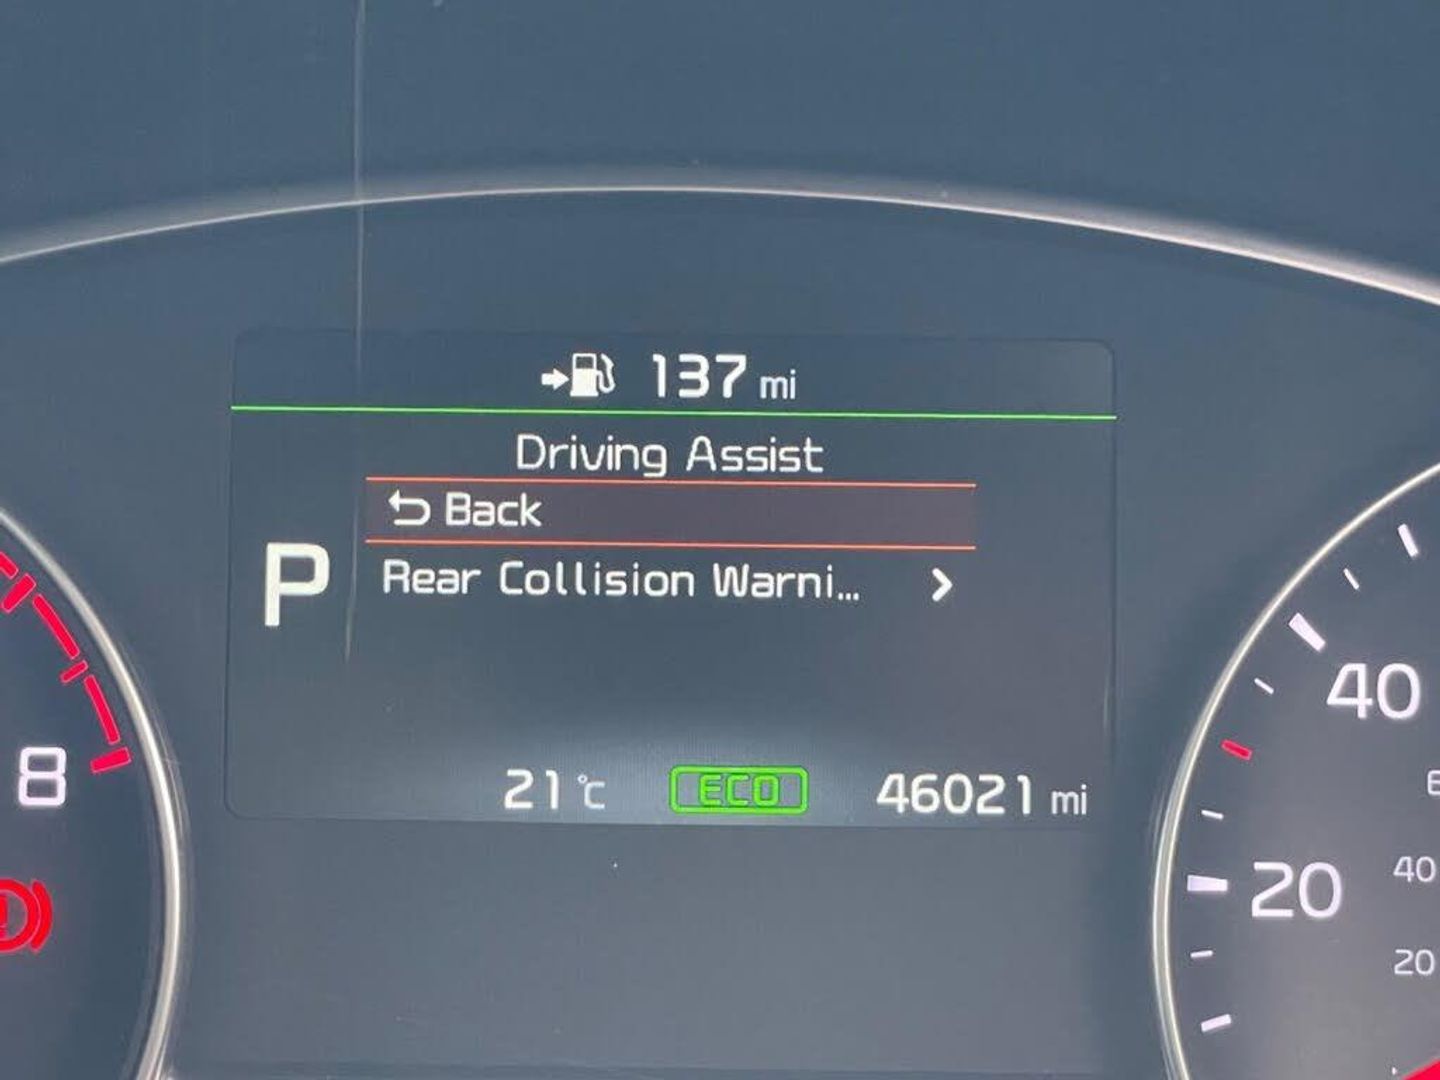 137 mi
Driving Assist
Back
P
Rear Collision Warni...
21 °C
ECO
46021 mi
8
40
20
40
20